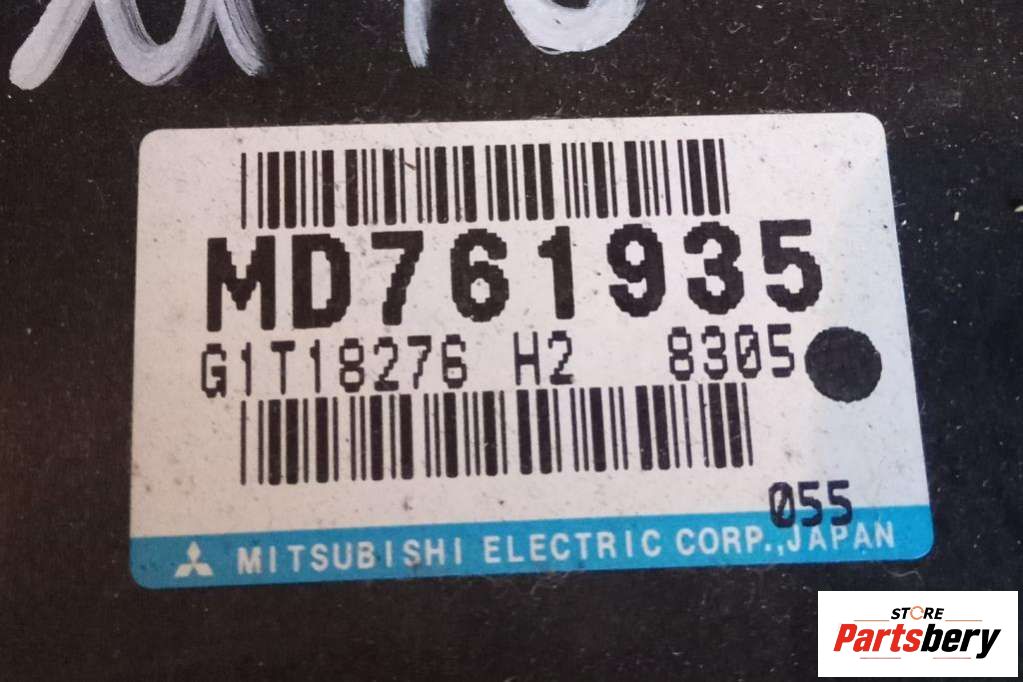 MD761935
G1T18276 H2 8305
055
MITSUBISHI ELECTRIC CORP.,JAPAN
STORE
Partsbery